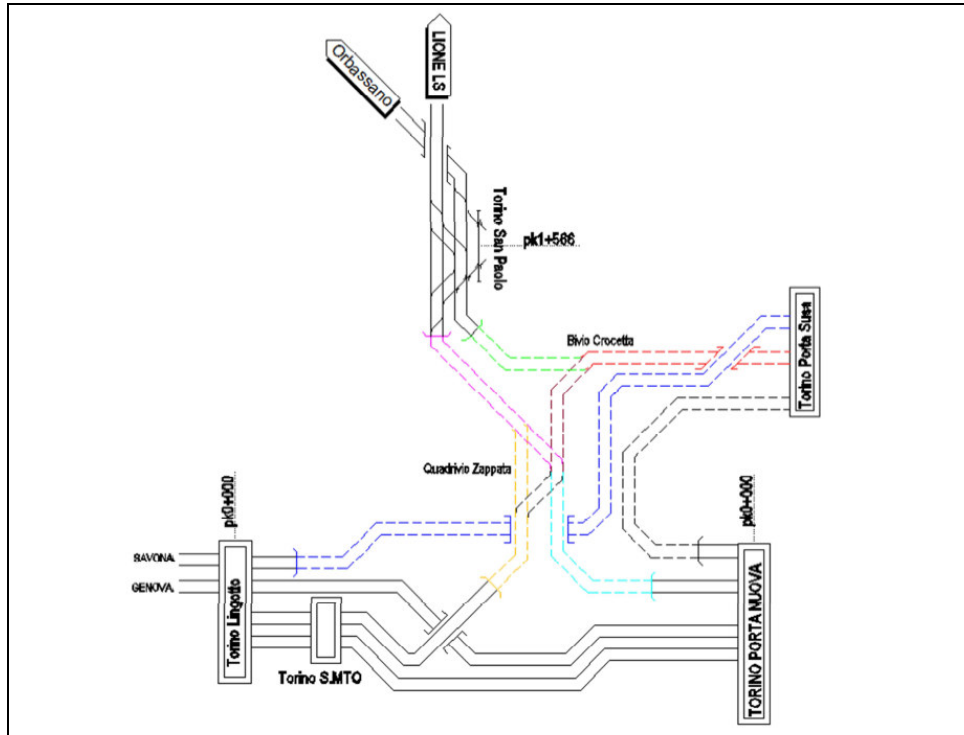 LIONE LS
Orbassano
Torino San Paolo
pk1+566
Bivio Crocetta
Torino Porta Susa
Quadrivio Zappata
pk0+000
pk0+000
SAVONA
GENOVA
Torino Lingotto
Torino S.MTO
TORINO PORTA NUOVA